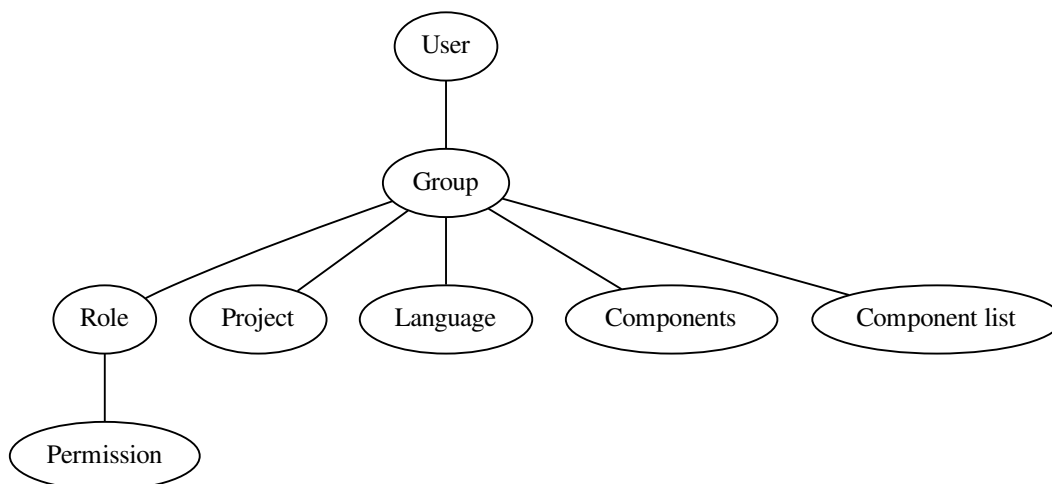 User
Group
Role
Project
Language
Components
Component list
Permission